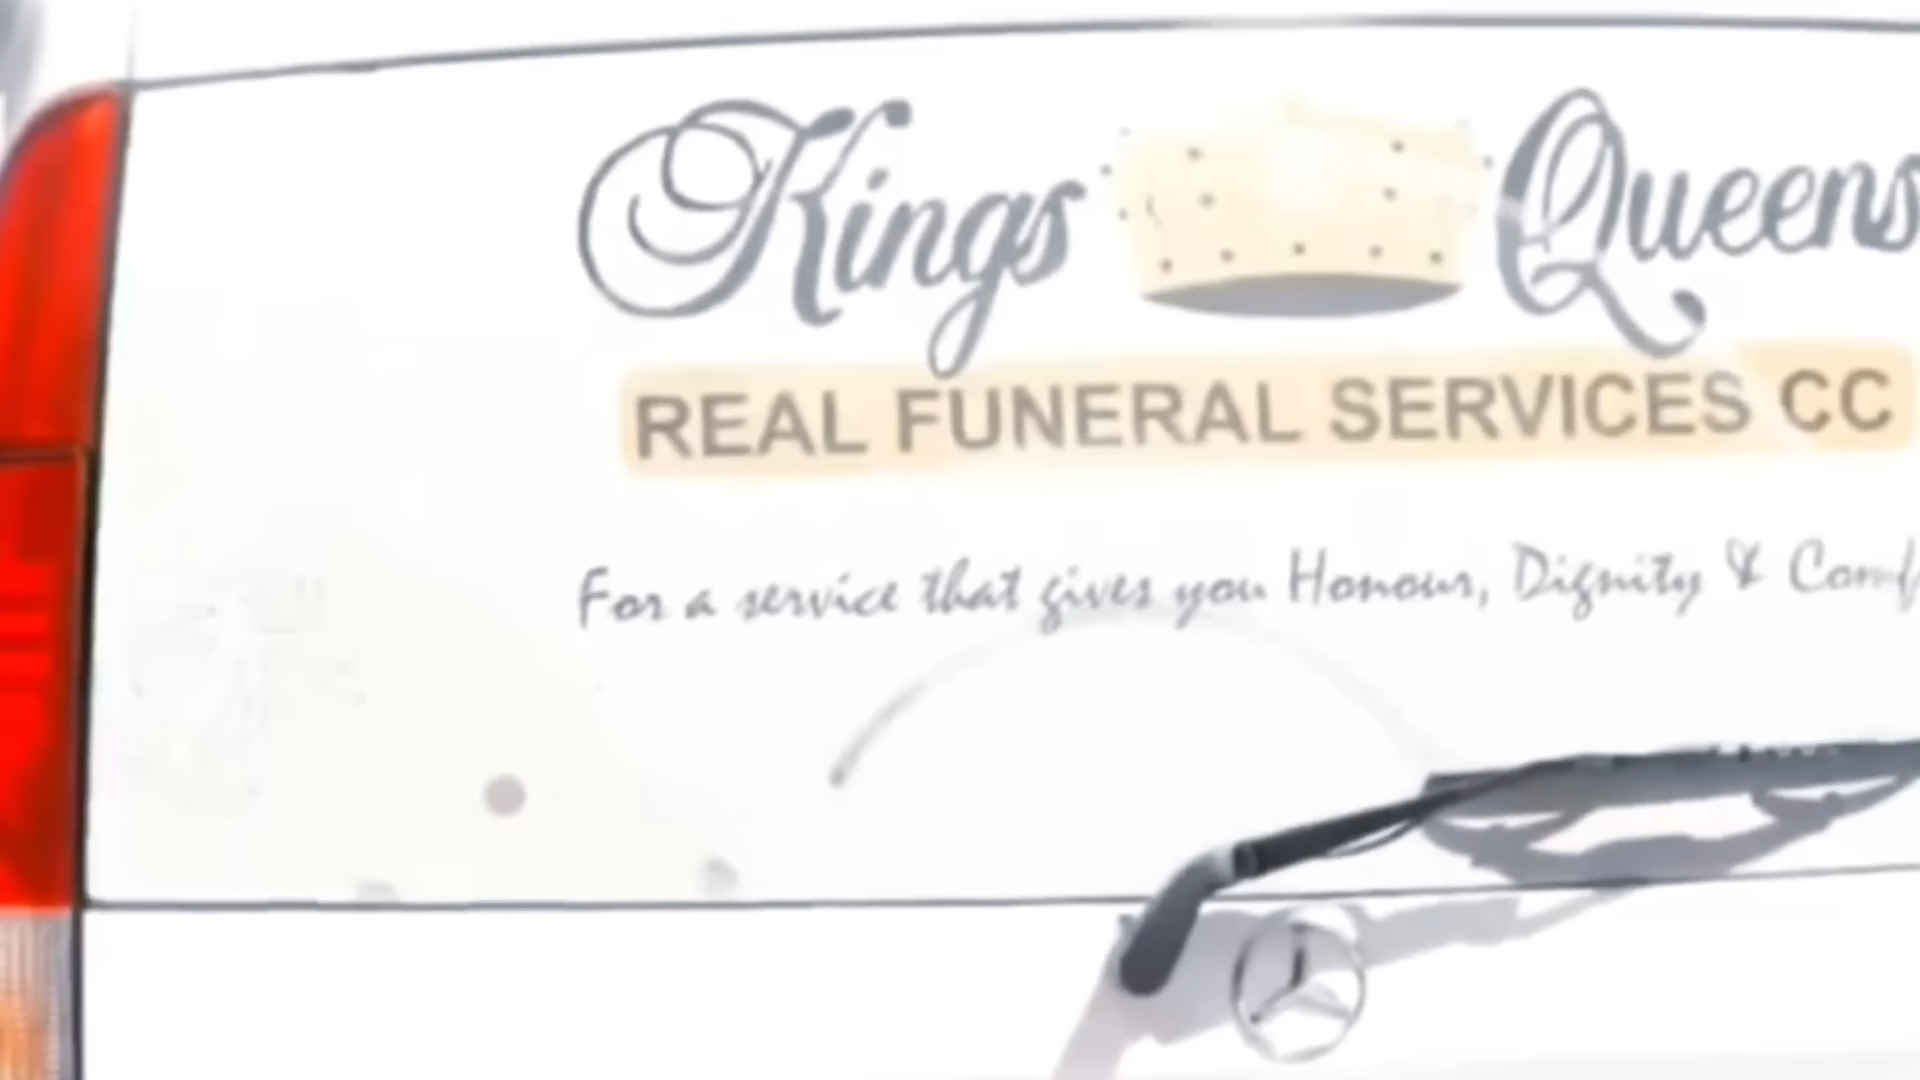 Kings Queens
REAL FUNERAL SERVICES CC
For a service that gives you Honour, Dignity &